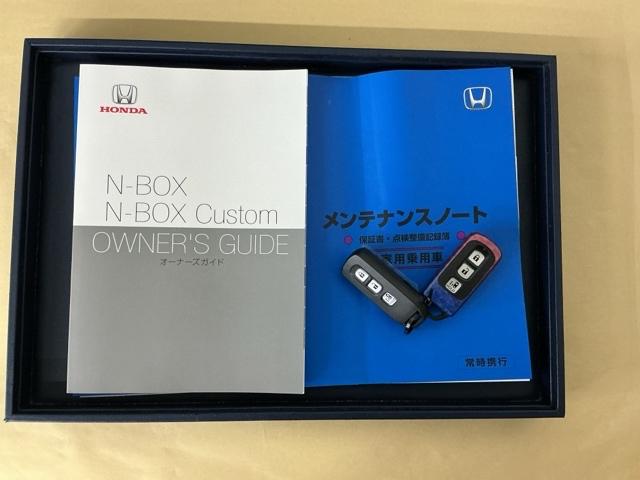 HONDA
N-BOX
N-BOX Custom
OWNER'S GUIDE
オーナーズガイド
メンテナンスノート
保証書・点検整備記録簿
家用乗用車
常時携行